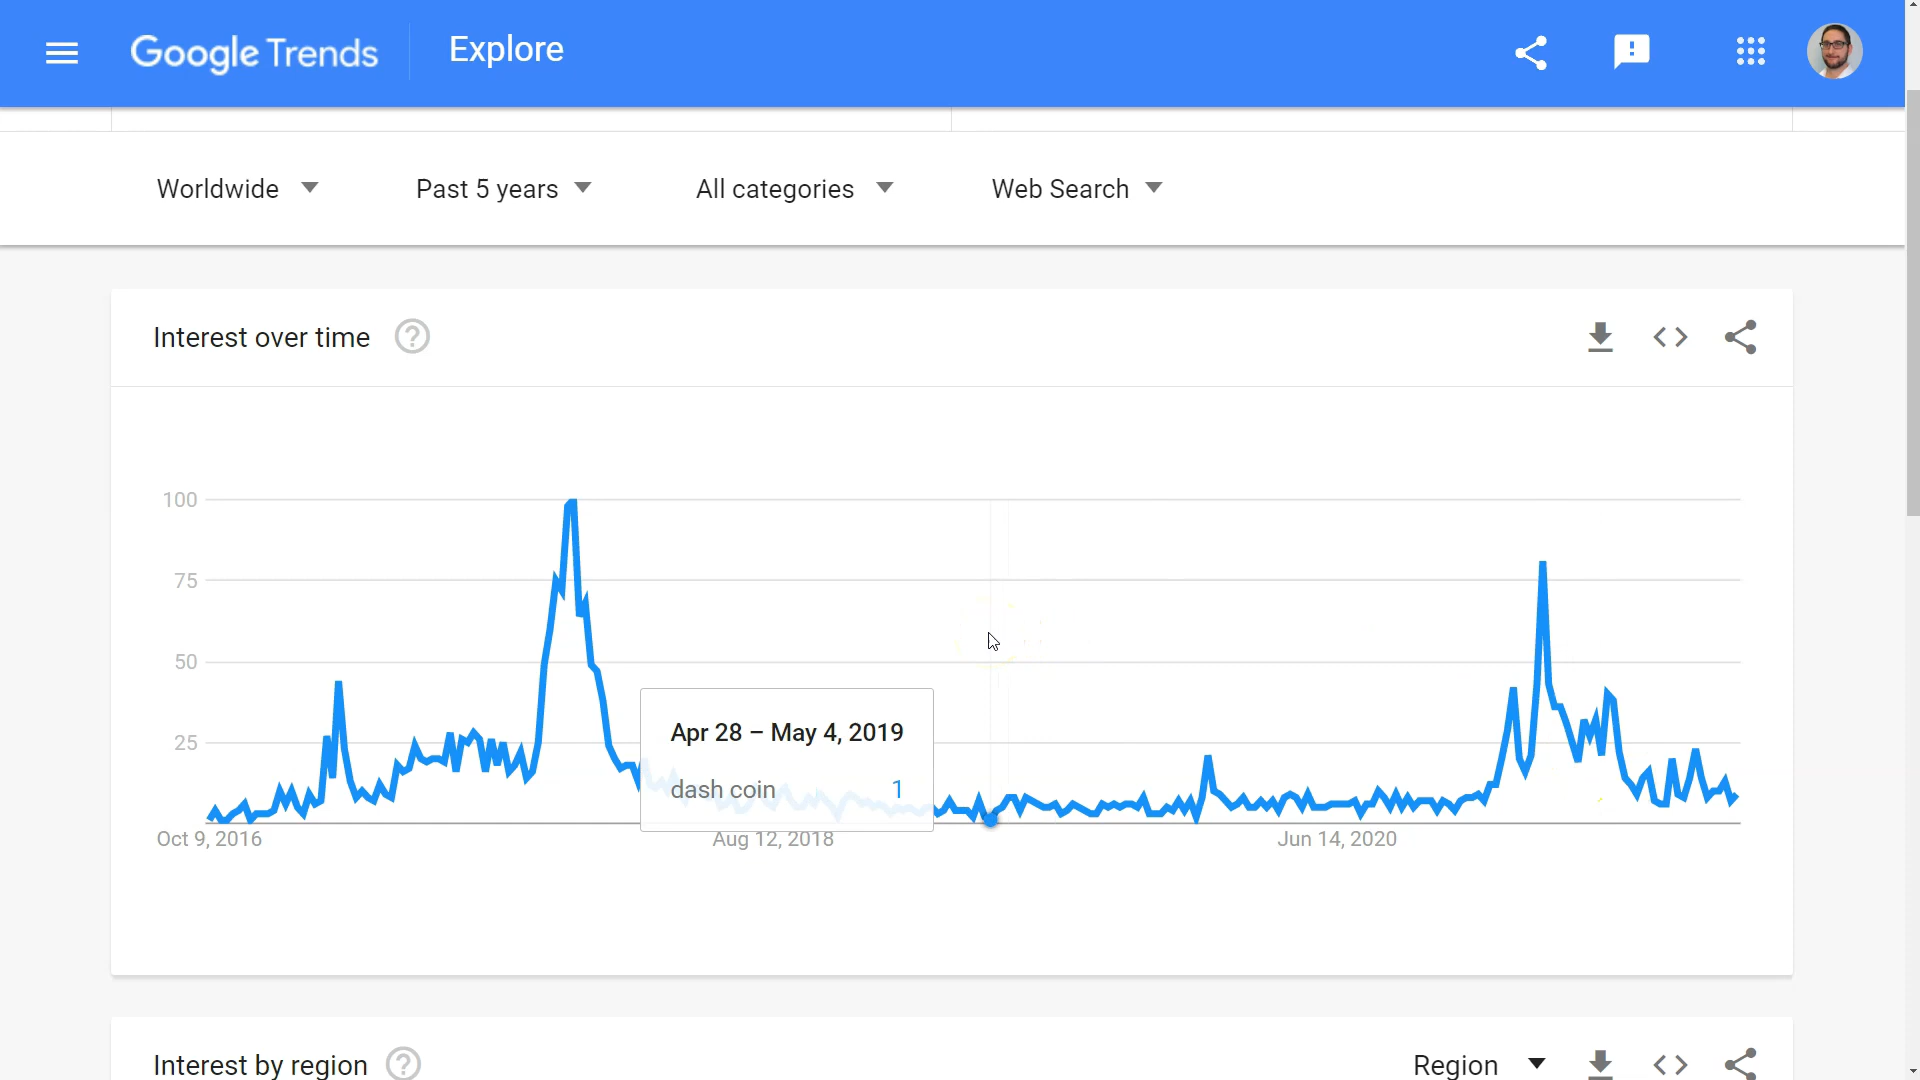 Google Trends
Explore
Worldwide
Past 5 years
All categories
Web Search
Interest over time
100
75
50
25
Apr 28 – May 4, 2019
dash coin 1
Oct 9, 2016
Aug 12, 2018
Jun 14, 2020
Interest by region
Region